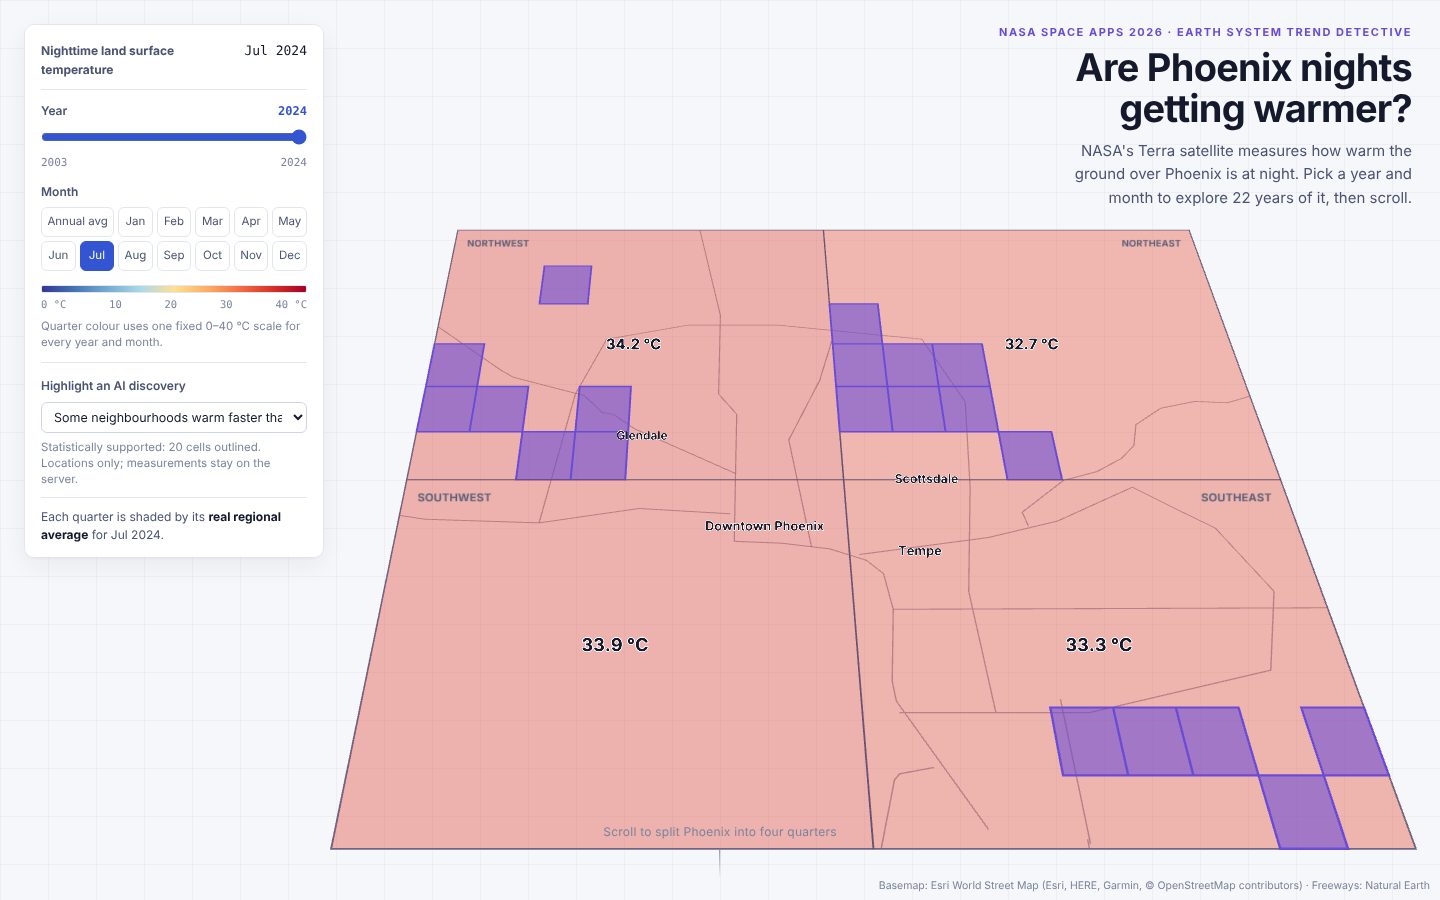 Nighttime land surface
temperature
Jul 2024
Year
2024
2003
2024
Month
Annual avg
Jan
Feb
Mar
Apr
May
Jun
Jul
Aug
Sep
Oct
Nov
Dec
0 °C
10
20
30
40 °C
Quarter colour uses one fixed 0–40 °C scale for
every year and month.
Highlight an AI discovery
Some neighbourhoods warm faster tha
Statistically supported: 20 cells outlined.
Locations only; measurements stay on the
server.
Each quarter is shaded by its real regional
average for Jul 2024.
NASA SPACE APPS 2026 · EARTH SYSTEM TREND DETECTIVE
Are Phoenix nights
getting warmer?
NASA's Terra satellite measures how warm the
ground over Phoenix is at night. Pick a year and
month to explore 22 years of it, then scroll.
NORTHWEST
NORTHEAST
34.2 °C
32.7 °C
Glendale
Scottsdale
SOUTHWEST
SOUTHEAST
Downtown Phoenix
Tempe
33.9 °C
33.3 °C
Scroll to split Phoenix into four quarters
Basemap: Esri World Street Map (Esri, HERE, Garmin, © OpenStreetMap contributors) · Freeways: Natural Earth